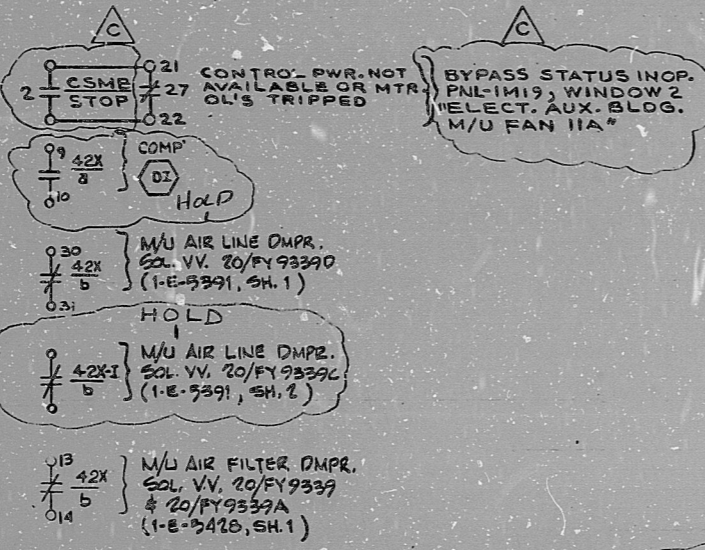 C
C
21
2 CSMB 27
STOP
22
CONTROL PWR. NOT
AVAILABLE OR MTR
OL'S TRIPPED
BYPASS STATUS INOP.
PNL-1M19, WINDOW 2
"ELECT. AUX. BLDG.
M/U FAN 11A"
9
42X
a
10
COMP
DI
HOLD
30
42X
b
31
M/U AIR LINE DMPR.
SOL. VV. 20/FY9339D
(1-E-5391, SH. 1)
HOLD
42X-1
b
M/U AIR LINE DMPR.
SOL. VV. 20/FY9339C
(1-E-5391, SH. 2)
13
42X
b
14
M/U AIR FILTER DMPR.
SOL. VV. 20/FY9339
& 20/FY9339A
(1-E-5428, SH. 1)